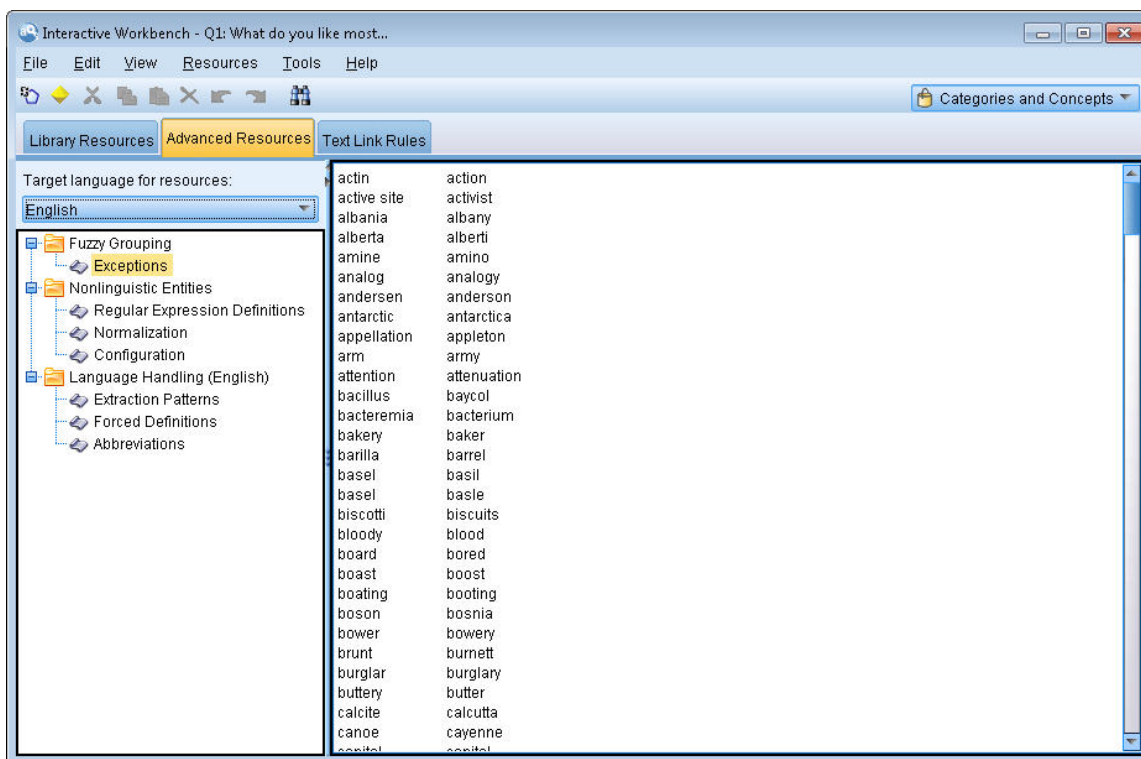 Interactive Workbench - Q1: What do you like most...
File Edit View Resources Tools Help
Categories and Concepts
Library Resources Advanced Resources Text Link Rules
Target language for resources:
English
Fuzzy Grouping
Exceptions
Nonlinguistic Entities
Regular Expression Definitions
Normalization
Configuration
Language Handling (English)
Extraction Patterns
Forced Definitions
Abbreviations
actin action
active site activist
albania albany
alberta alberti
amine amino
analog analogy
andersen anderson
antarctic antarctica
appellation appleton
arm army
attention attenuation
bacillus baycol
bacteremia bacterium
bakery baker
barilla barrel
basel basil
basel basle
biscotti biscuits
bloody blood
board bored
boast boost
boating booting
boson bosnia
bower bowery
brunt burnett
burglar burglary
buttery butter
calcite calcutta
canoe cayenne